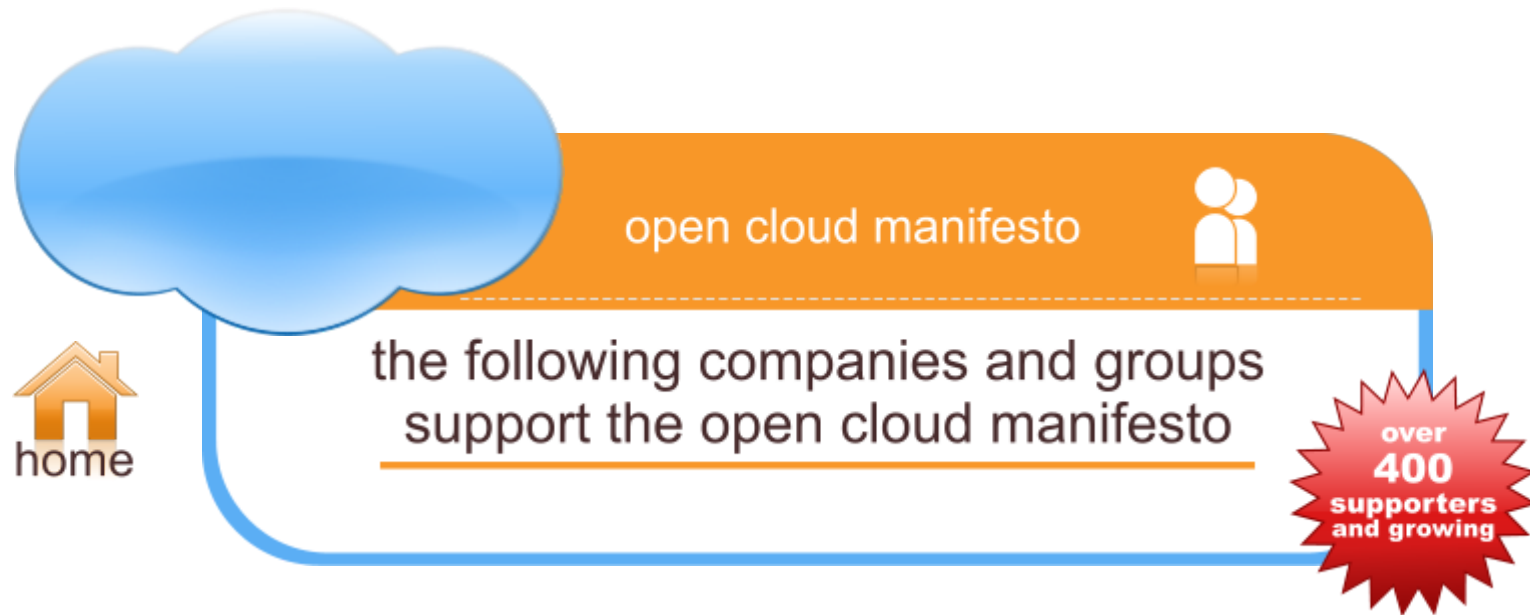 open cloud manifesto
the following companies and groups
support the open cloud manifesto
home
over
400
supporters
and growing